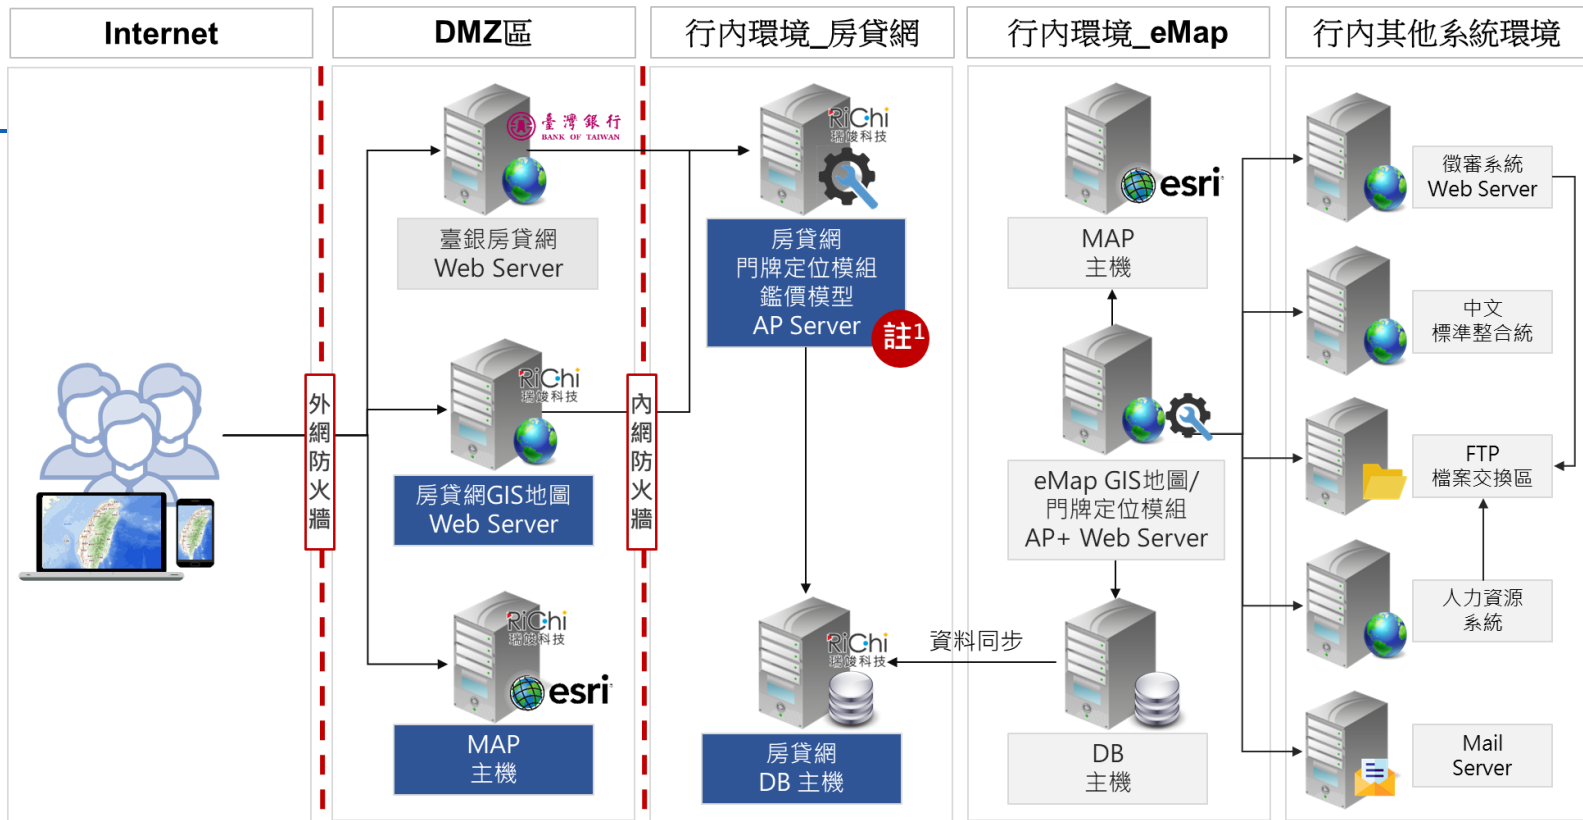 Internet
DMZ區
行內環境_房貸網
行內環境_eMap
行內其他系統環境
外網防火牆
臺灣銀行
BANK OF TAIWAN
臺銀房貸網
Web Server
RiChi
瑞竣科技
房貸網GIS地圖
Web Server
RiChi
瑞竣科技
esri
MAP
主機
內網防火牆
RiChi
瑞竣科技
房貸網
門牌定位模組
鑑價模型
AP Server
註1
RiChi
瑞竣科技
房貸網
DB 主機
資料同步
esri
MAP
主機
eMap GIS地圖/
門牌定位模組
AP+ Web Server
DB
主機
徵審系統
Web Server
中文
標準整合統
FTP
檔案交換區
人力資源
系統
Mail
Server